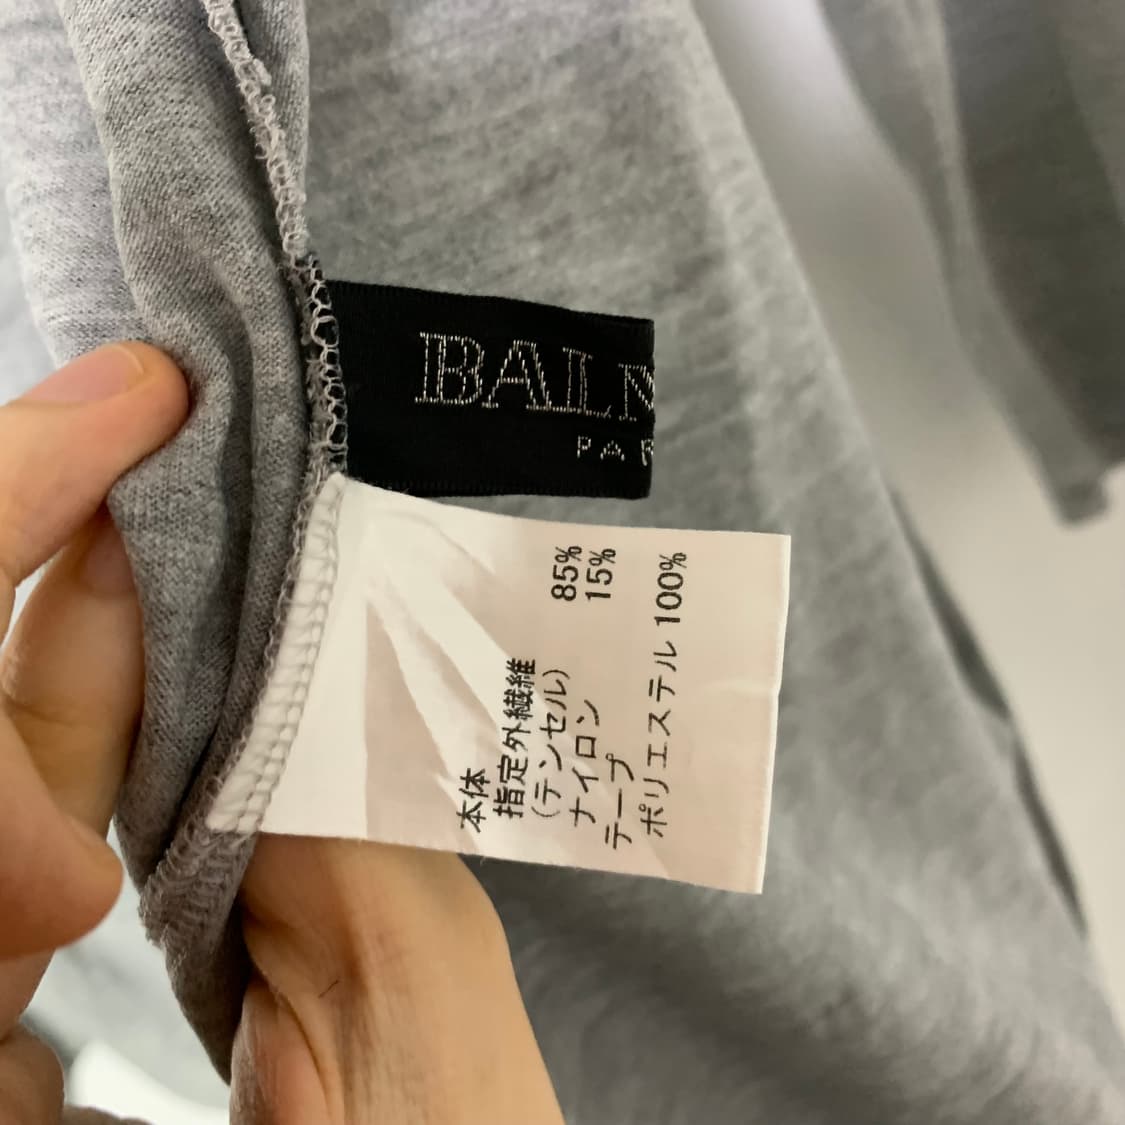 BALM
PAR
本体
指定外繊維
(テンセル) 85%
ナイロン 15%
テープ
ポリエステル 100%